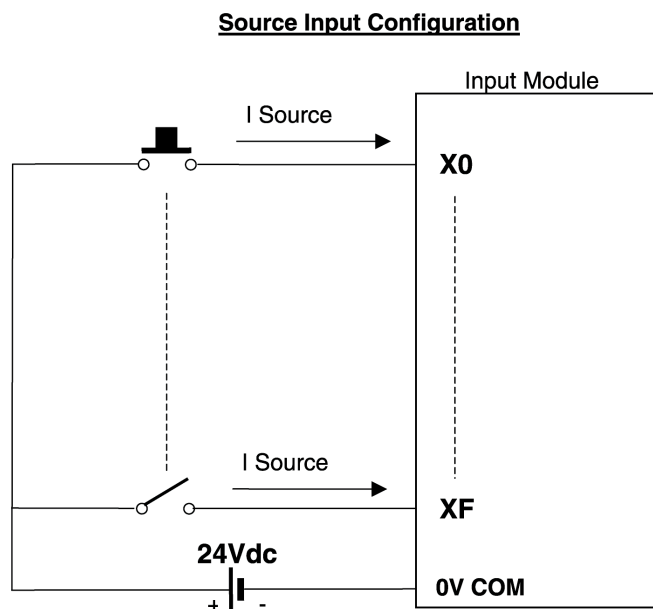 Source Input Configuration
Input Module
I Source
X0
I Source
XF
24Vdc
0V COM
+ -